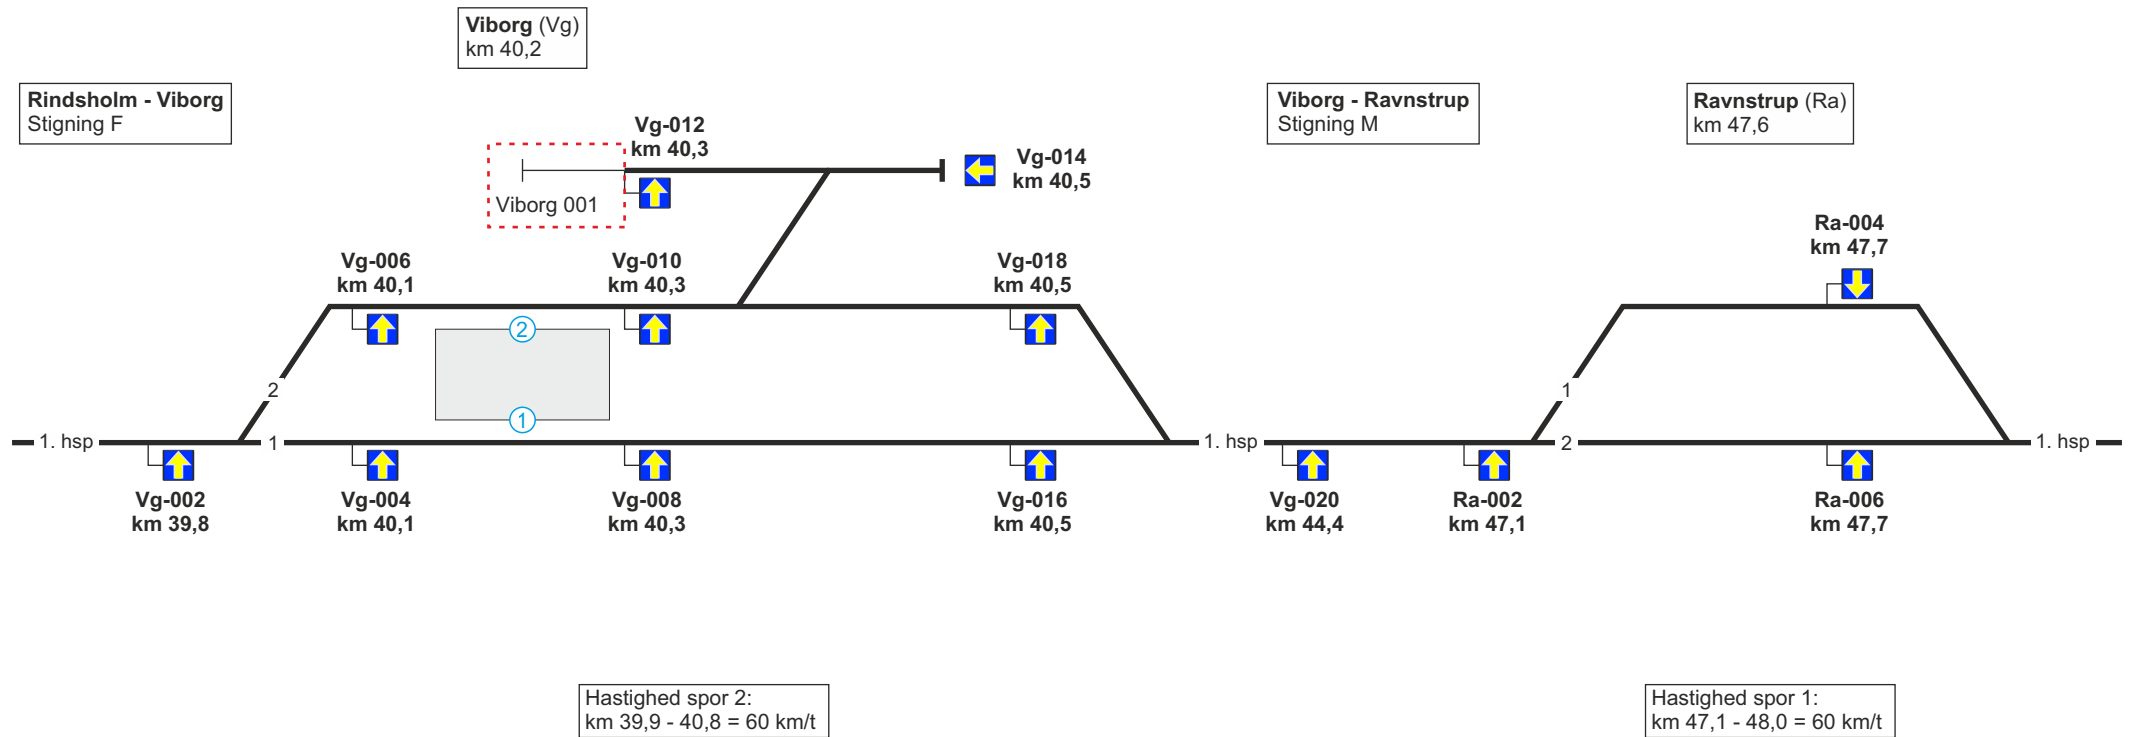 Viborg (Vg)
km 40,2
Rindsholm - Viborg
Stigning F
Viborg - Ravnstrup
Stigning M
Ravnstrup (Ra)
km 47,6
Vg-012
km 40,3
Vg-014
km 40,5
Viborg 001
Ra-004
km 47,7
Vg-006
km 40,1
Vg-010
km 40,3
Vg-018
km 40,5
2
2
1
1
1. hsp
1
1. hsp
2
1. hsp
Vg-002
km 39,8
Vg-004
km 40,1
Vg-008
km 40,3
Vg-016
km 40,5
Vg-020
km 44,4
Ra-002
km 47,1
Ra-006
km 47,7
Hastighed spor 2:
km 39,9 - 40,8 = 60 km/t
Hastighed spor 1:
km 47,1 - 48,0 = 60 km/t